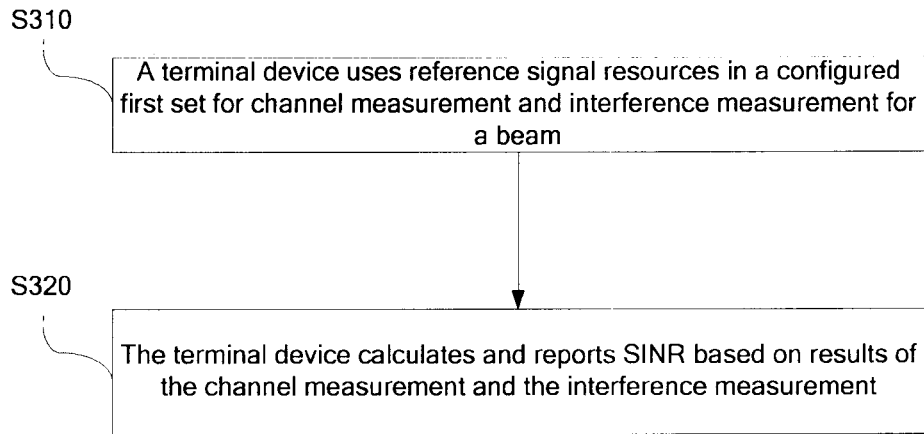 S310
A terminal device uses reference signal resources in a configured
first set for channel measurement and interference measurement for
a beam
S320
The terminal device calculates and reports SINR based on results of
the channel measurement and the interference measurement